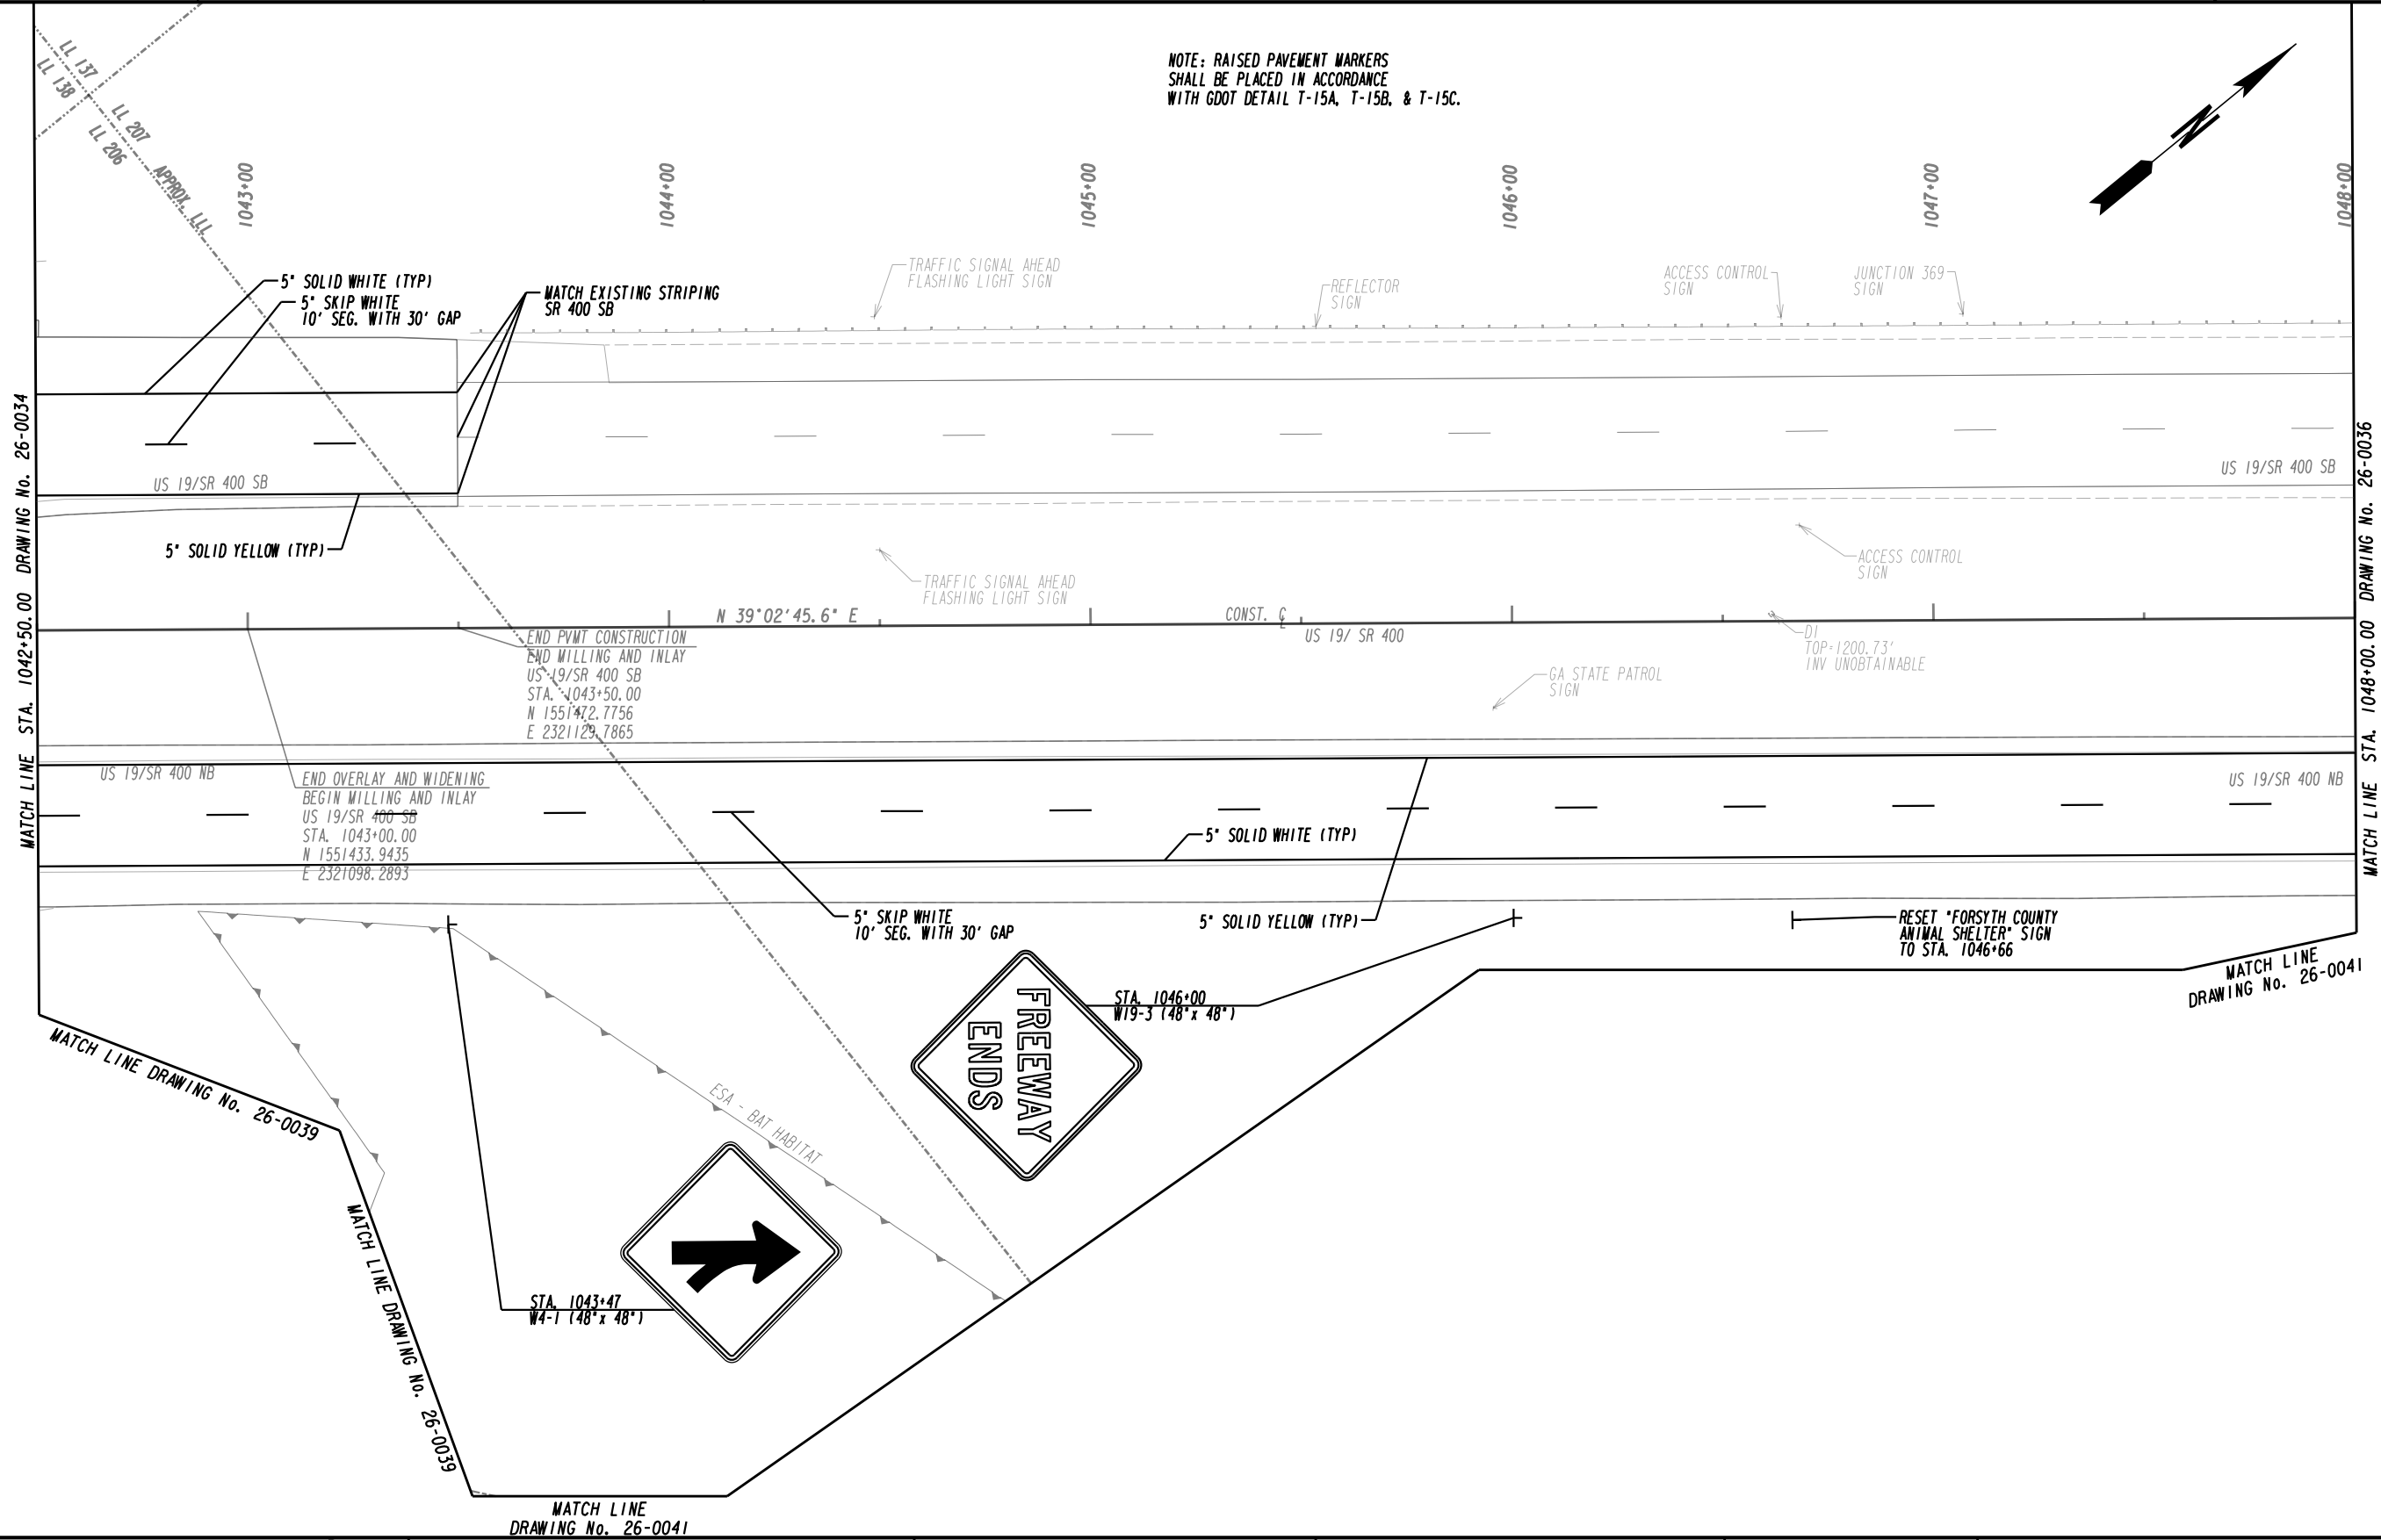 NOTE: RAISED PAVEMENT MARKERS
SHALL BE PLACED IN ACCORDANCE
WITH GDOT DETAIL T-15A, T-15B, & T-15C.
LL 137
LL 138
LL 207
LL 206
APPROX. LLL
1043+00
1044+00
1045+00
1046+00
1047+00
1048+00
N
5" SOLID WHITE (TYP)
5" SKIP WHITE
10' SEG. WITH 30' GAP
MATCH EXISTING STRIPING
SR 400 SB
TRAFFIC SIGNAL AHEAD
FLASHING LIGHT SIGN
REFLECTOR
SIGN
ACCESS CONTROL
SIGN
JUNCTION 369
SIGN
MATCH LINE STA. 1042+50.00 DRAWING No. 26-0034
US 19/SR 400 SB
US 19/SR 400 SB
MATCH LINE STA. 1048+00.00 DRAWING No. 26-0036
5" SOLID YELLOW (TYP)
TRAFFIC SIGNAL AHEAD
FLASHING LIGHT SIGN
ACCESS CONTROL
SIGN
N 39°02'45.6" E
CONST. ℄
US 19/ SR 400
DI
TOP=1200.73'
INV UNOBTAINABLE
END PVMT CONSTRUCTION
END MILLING AND INLAY
US 19/SR 400 SB
STA. 1043+50.00
N 1551472.7756
E 2321129.7865
GA STATE PATROL
SIGN
US 19/SR 400 NB
US 19/SR 400 NB
END OVERLAY AND WIDENING
BEGIN MILLING AND INLAY
US 19/SR 400 SB
STA. 1043+00.00
N 1551433.9435
E 2321098.2893
5" SOLID WHITE (TYP)
5" SKIP WHITE
10' SEG. WITH 30' GAP
5" SOLID YELLOW (TYP)
RESET "FORSYTH COUNTY
ANIMAL SHELTER" SIGN
TO STA. 1046+66
MATCH LINE
DRAWING No. 26-0041
STA. 1046+00
W19-3 (48"x 48")
FREEWAY
ENDS
MATCH LINE DRAWING No. 26-0039
ESA - BAT HABITAT
MATCH LINE DRAWING No. 26-0039
STA. 1043+47
W4-1 (48"x 48")
MATCH LINE
DRAWING No. 26-0041